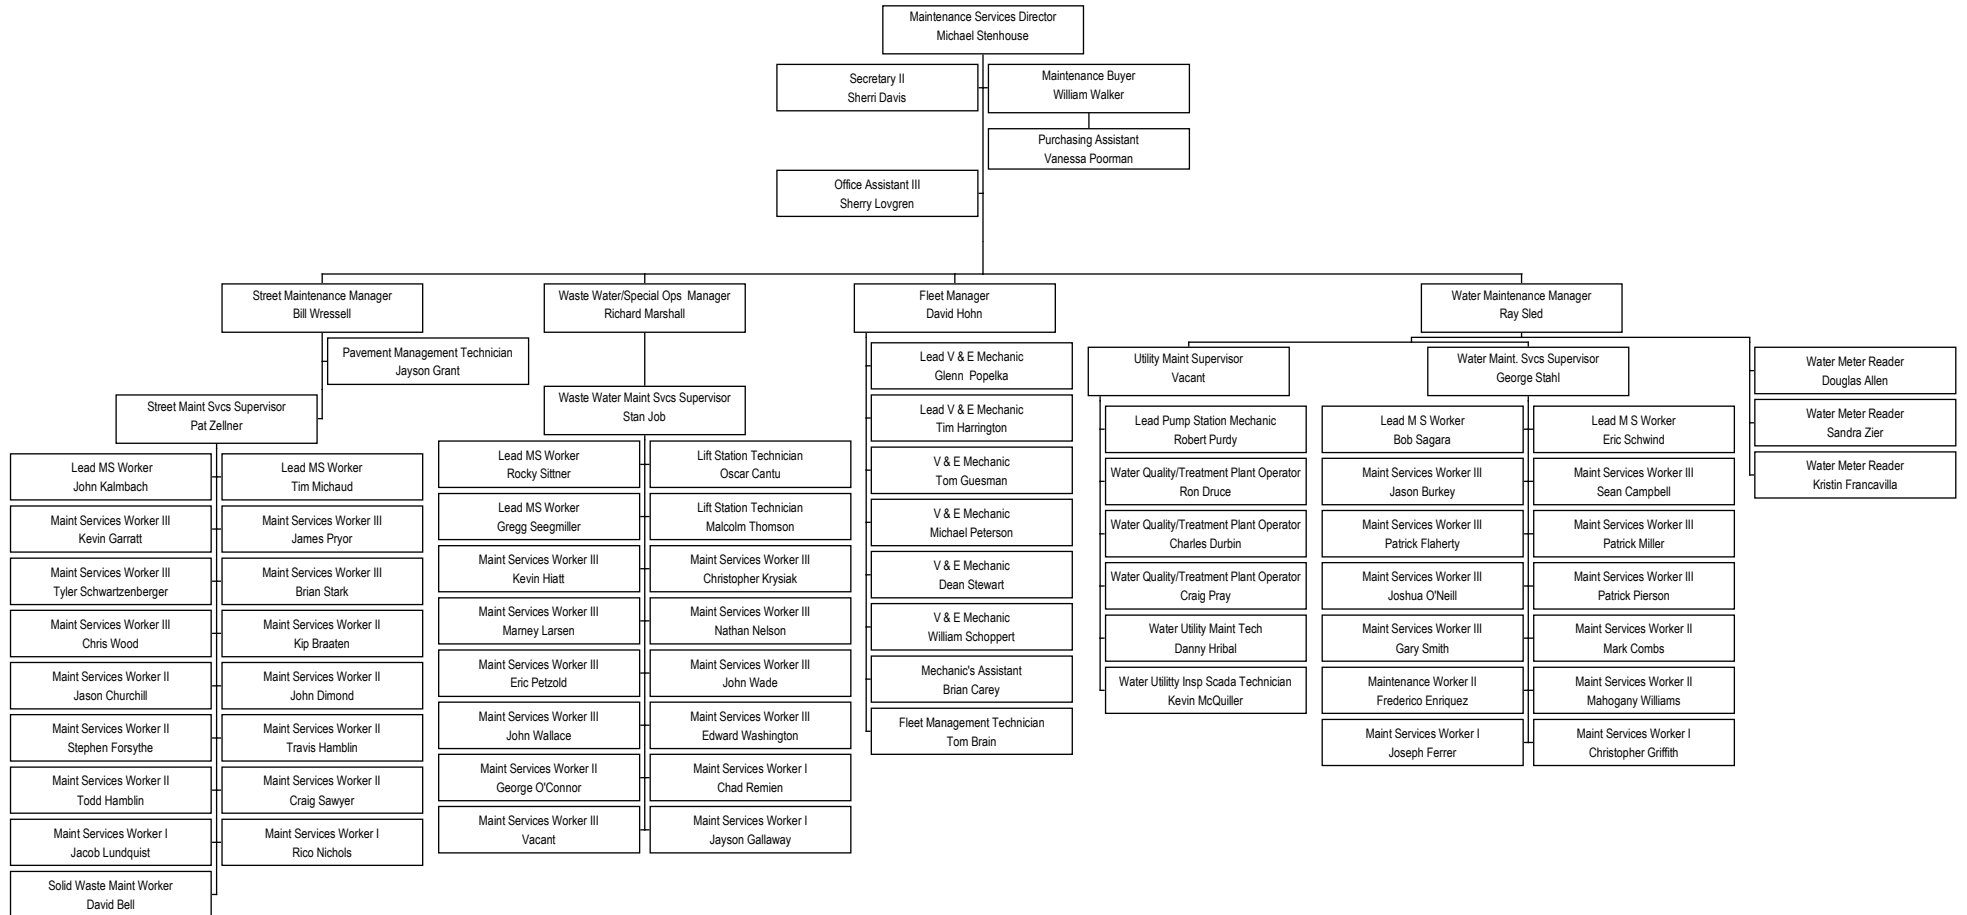 Maintenance Services Director
Michael Stenhouse
Secretary II
Sherri Davis
Maintenance Buyer
William Walker
Purchasing Assistant
Vanessa Poorman
Office Assistant III
Sherry Lovgren
Street Maintenance Manager
Bill Wressell
Pavement Management Technician
Jayson Grant
Street Maint Svcs Supervisor
Pat Zellner
Lead MS Worker
John Kalmbach
Lead MS Worker
Tim Michaud
Maint Services Worker III
Kevin Garratt
Maint Services Worker III
James Pryor
Maint Services Worker III
Tyler Schwartzenberger
Maint Services Worker III
Brian Stark
Maint Services Worker III
Chris Wood
Maint Services Worker II
Kip Braaten
Maint Services Worker II
Jason Churchill
Maint Services Worker II
John Dimond
Maint Services Worker II
Stephen Forsythe
Maint Services Worker II
Travis Hamblin
Maint Services Worker II
Todd Hamblin
Maint Services Worker II
Craig Sawyer
Maint Services Worker I
Jacob Lundquist
Maint Services Worker I
Rico Nichols
Solid Waste Maint Worker
David Bell
Waste Water/Special Ops  Manager
Richard Marshall
Waste Water Maint Svcs Supervisor
Stan Job
Lead MS Worker
Rocky Sittner
Lift Station Technician
Oscar Cantu
Lead MS Worker
Gregg Seegmiller
Lift Station Technician
Malcolm Thomson
Maint Services Worker III
Kevin Hiatt
Maint Services Worker III
Christopher Krysiak
Maint Services Worker III
Marney Larsen
Maint Services Worker III
Nathan Nelson
Maint Services Worker III
Eric Petzold
Maint Services Worker III
John Wade
Maint Services Worker III
John Wallace
Maint Services Worker III
Edward Washington
Maint Services Worker II
George O'Connor
Maint Services Worker I
Chad Remien
Maint Services Worker III
Vacant
Maint Services Worker I
Jayson Gallaway
Fleet Manager
David Hohn
Lead V & E Mechanic
Glenn  Popelka
Lead V & E Mechanic
Tim Harrington
V & E Mechanic
Tom Guesman
V & E Mechanic
Michael Peterson
V & E Mechanic
Dean Stewart
V & E Mechanic
William Schoppert
Mechanic's Assistant
Brian Carey
Fleet Management Technician
Tom Brain
Water Maintenance Manager
Ray Sled
Utility Maint Supervisor
Vacant
Lead Pump Station Mechanic
Robert Purdy
Water Quality/Treatment Plant Operator
Ron Druce
Water Quality/Treatment Plant Operator
Charles Durbin
Water Quality/Treatment Plant Operator
Craig Pray
Water Utility Maint Tech
Danny Hribal
Water Utilitty Insp Scada Technician
Kevin McQuiller
Water Maint. Svcs Supervisor
George Stahl
Lead M S Worker
Bob Sagara
Lead M S Worker
Eric Schwind
Maint Services Worker III
Jason Burkey
Maint Services Worker III
Sean Campbell
Maint Services Worker III
Patrick Flaherty
Maint Services Worker III
Patrick Miller
Maint Services Worker III
Joshua O'Neill
Maint Services Worker III
Patrick Pierson
Maint Services Worker III
Gary Smith
Maint Services Worker II
Mark Combs
Maintenance Worker II
Frederico Enriquez
Maint Services Worker II
Mahogany Williams
Maint Services Worker I
Joseph Ferrer
Maint Services Worker I
Christopher Griffith
Water Meter Reader
Douglas Allen
Water Meter Reader
Sandra Zier
Water Meter Reader
Kristin Francavilla